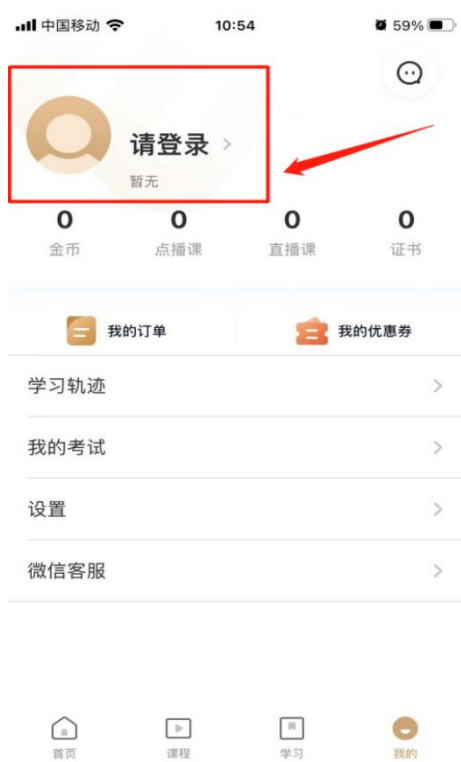 中国移动 10:54 59%
请登录
暂无
0 0 0 0
金币 点播课 直播课 证书
我的订单 我的优惠券
学习轨迹
我的考试
设置
微信客服
首页 课程 学习 我的